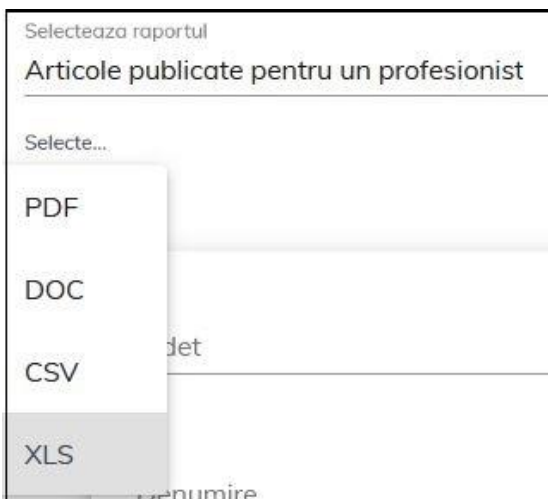 Selecteaza raportul
Articole publicate pentru un profesionist
Selecte...
PDF
DOC
CSV
XLS